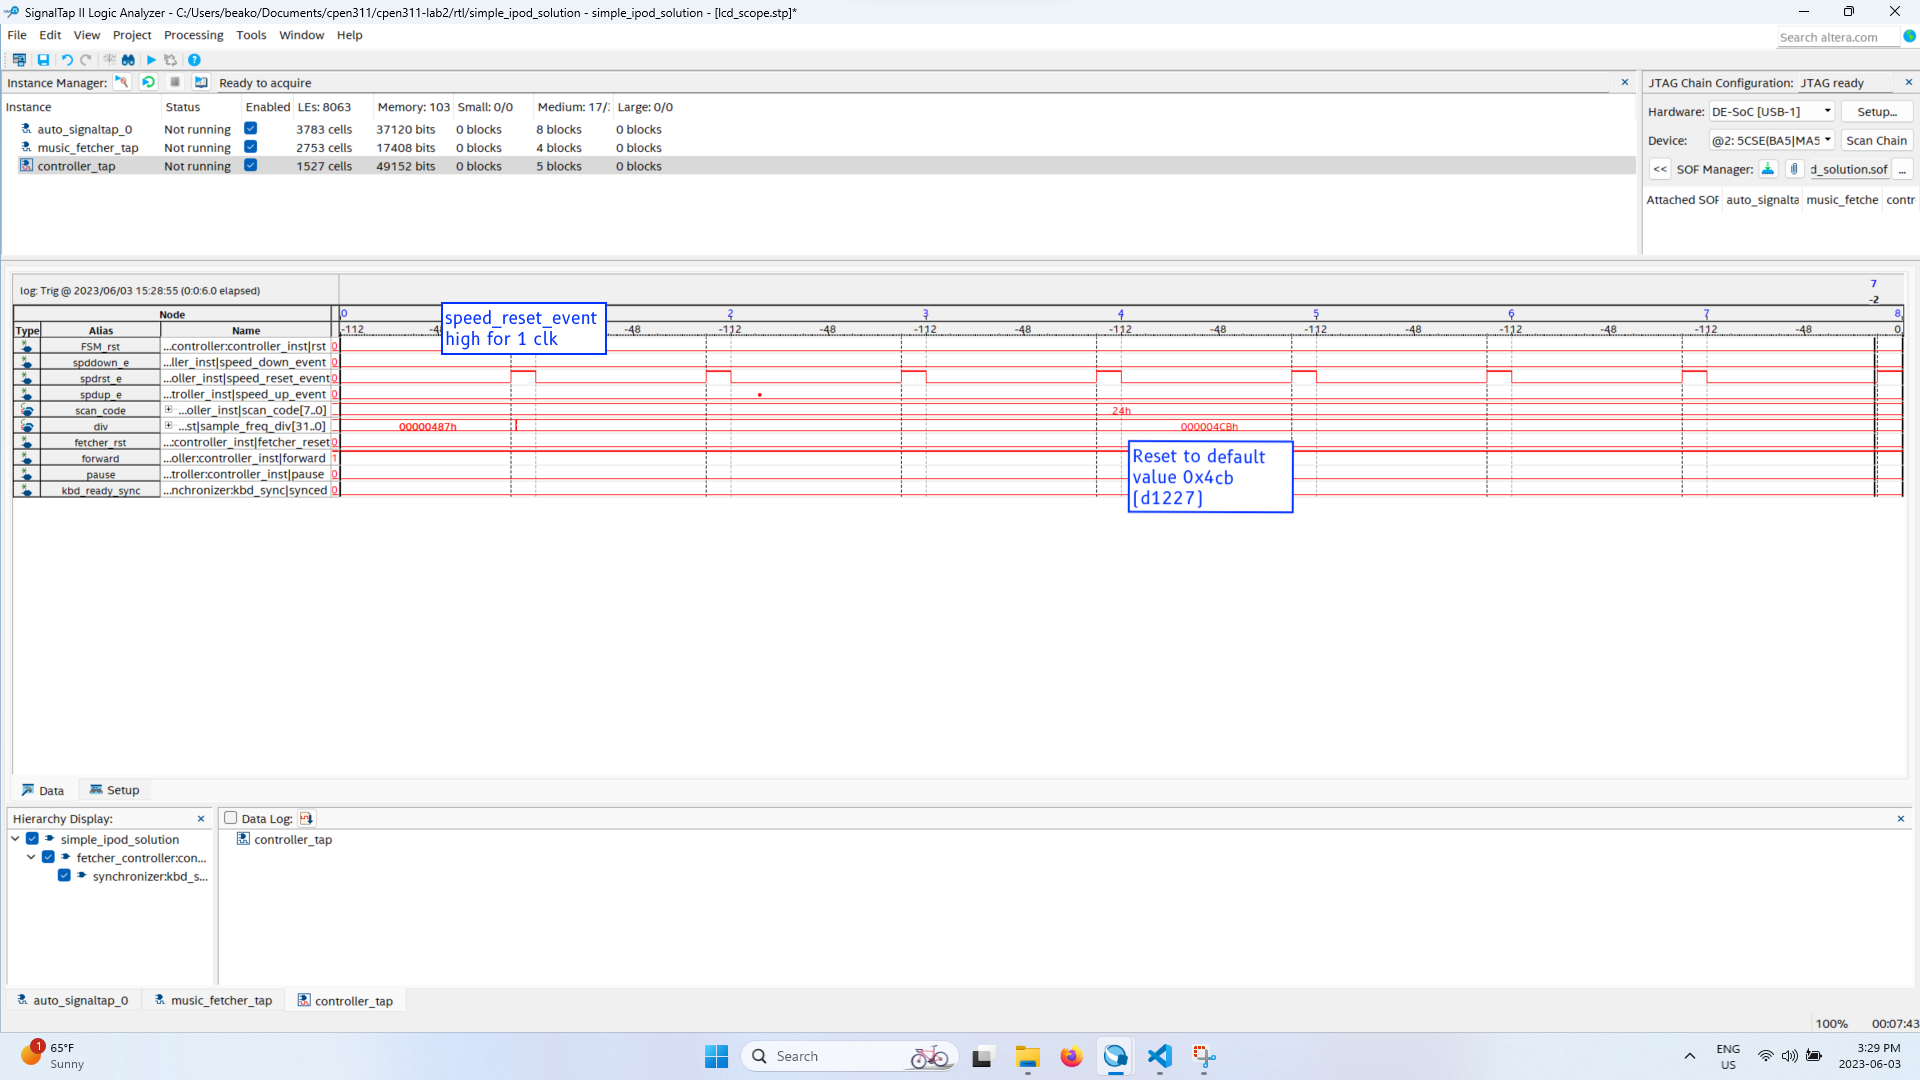 SignalTap II Logic Analyzer - C:/Users/beako/Documents/cpen311/cpen311-lab2/rtl/simple_ipod_solution - simple_ipod_solution - [lcd_scope.stp]*
File Edit View Project Processing Tools Window Help
Search altera.com
Instance Manager: Ready to acquire
Instance Status Enabled LEs: 8063 Memory: 103 Small: 0/0 Medium: 17/ Large: 0/0
auto_signaltap_0 Not running 3783 cells 37120 bits 0 blocks 8 blocks 0 blocks
music_fetcher_tap Not running 2753 cells 17408 bits 0 blocks 4 blocks 0 blocks
controller_tap Not running 1527 cells 49152 bits 0 blocks 5 blocks 0 blocks
JTAG Chain Configuration: JTAG ready
Hardware: DE-SoC [USB-1] Setup...
Device: @2: 5CSE(BA5|MA5 Scan Chain
<< SOF Manager: d_solution.sof ...
Attached SOF auto_signalta music_fetche contr
log: Trig @ 2023/06/03 15:28:55 (0:0:6.0 elapsed)
7
-2
Node
0 2 3 4 5 6 7 8
Type Alias Name
-112 -48 -112 -48 -112 -48 -112 -48 -112 -48 -112 -48 -112 -48 0
speed_reset_event
high for 1 clk
FSM_rst ...controller:controller_inst|rst 0
spddown_e ...ller_inst|speed_down_event 0
spdrst_e ...oller_inst|speed_reset_event 0
spdup_e ...troller_inst|speed_up_event 0
scan_code ...oller_inst|scan_code[7..0] 24h
div ...st|sample_freq_div[31..0] 00000487h 000004CBh
fetcher_rst ...:controller_inst|fetcher_reset 0
forward ...oller:controller_inst|forward 1
pause ...troller:controller_inst|pause 0
kbd_ready_sync ...nchronizer:kbd_sync|synced 0
Reset to default
value 0x4cb
[d1227]
Data Setup
Hierarchy Display:
simple_ipod_solution
fetcher_controller:con...
synchronizer:kbd_s...
Data Log:
controller_tap
auto_signaltap_0 music_fetcher_tap controller_tap
100% 00:07:43
1
65°F
Sunny
Search
ENG
US
3:29 PM
2023-06-03